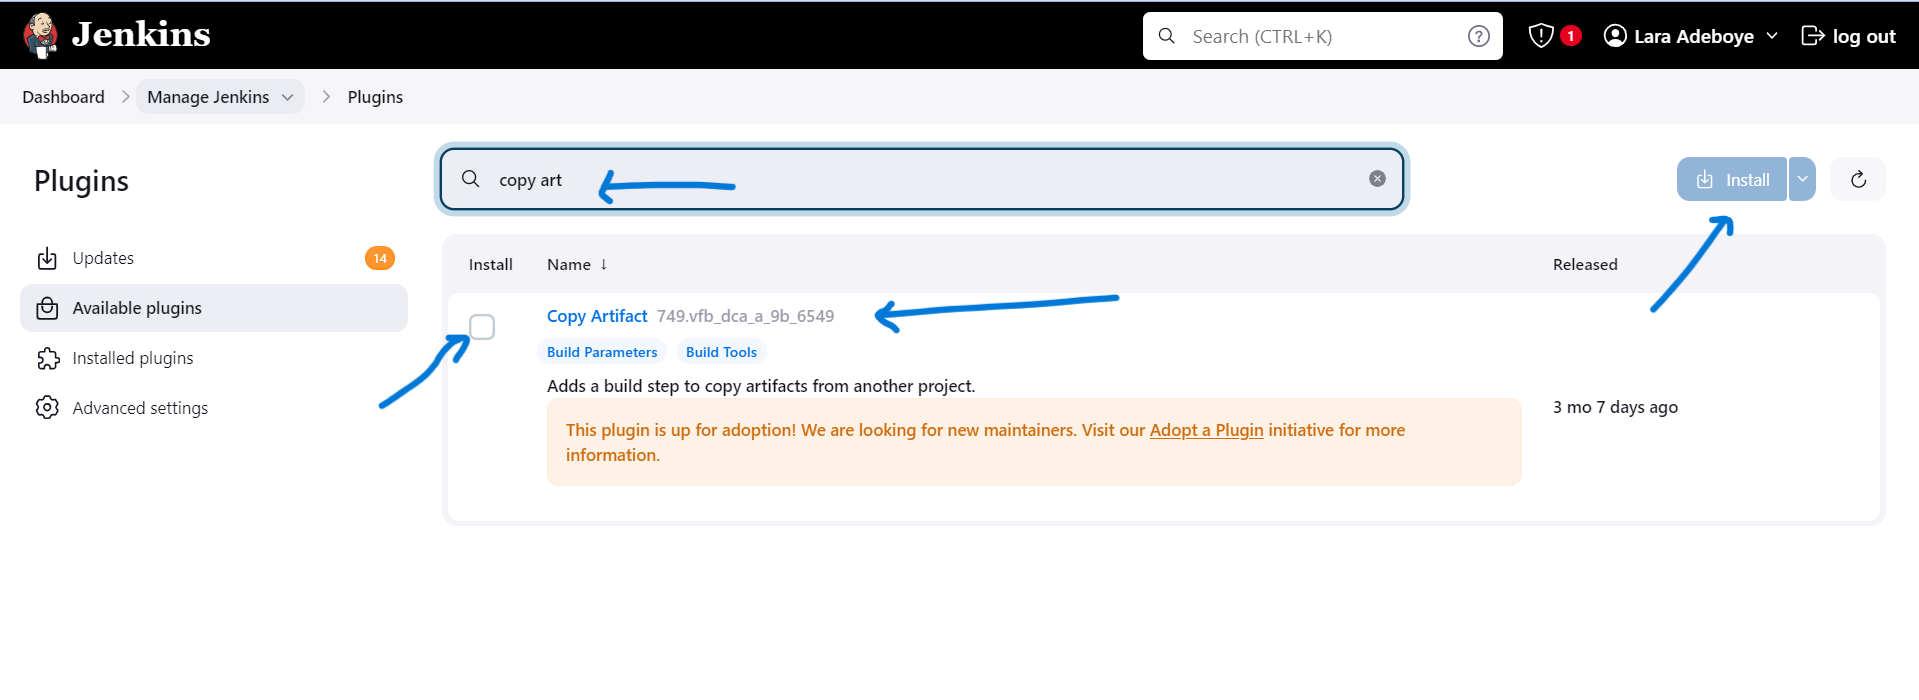 Jenkins
Search (CTRL+K)
?
1
Lara Adeboye
log out
Dashboard
Manage Jenkins
Plugins
Plugins
copy art
Install
Updates
14
Available plugins
Installed plugins
Advanced settings
Install
Name ↓
Released
Copy Artifact 749.vfb_dca_a_9b_6549
Build Parameters
Build Tools
Adds a build step to copy artifacts from another project.
This plugin is up for adoption! We are looking for new maintainers. Visit our Adopt a Plugin initiative for more
information.
3 mo 7 days ago